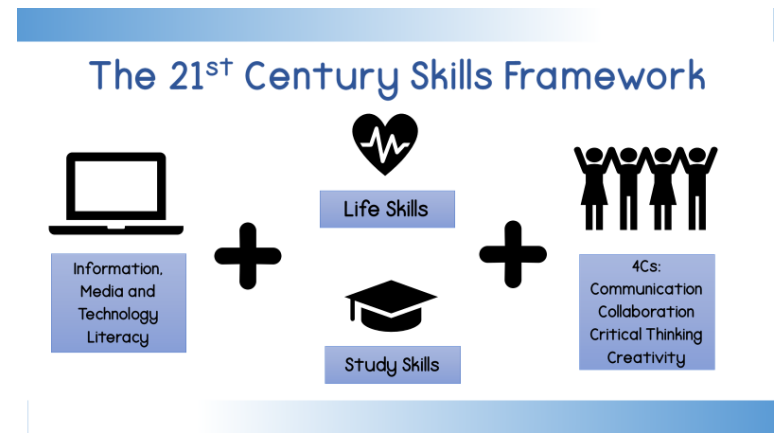 The 21st Century Skills Framework
Information,
Media and
Technology
Literacy
Life Skills
Study Skills
4Cs:
Communication
Collaboration
Critical Thinking
Creativity